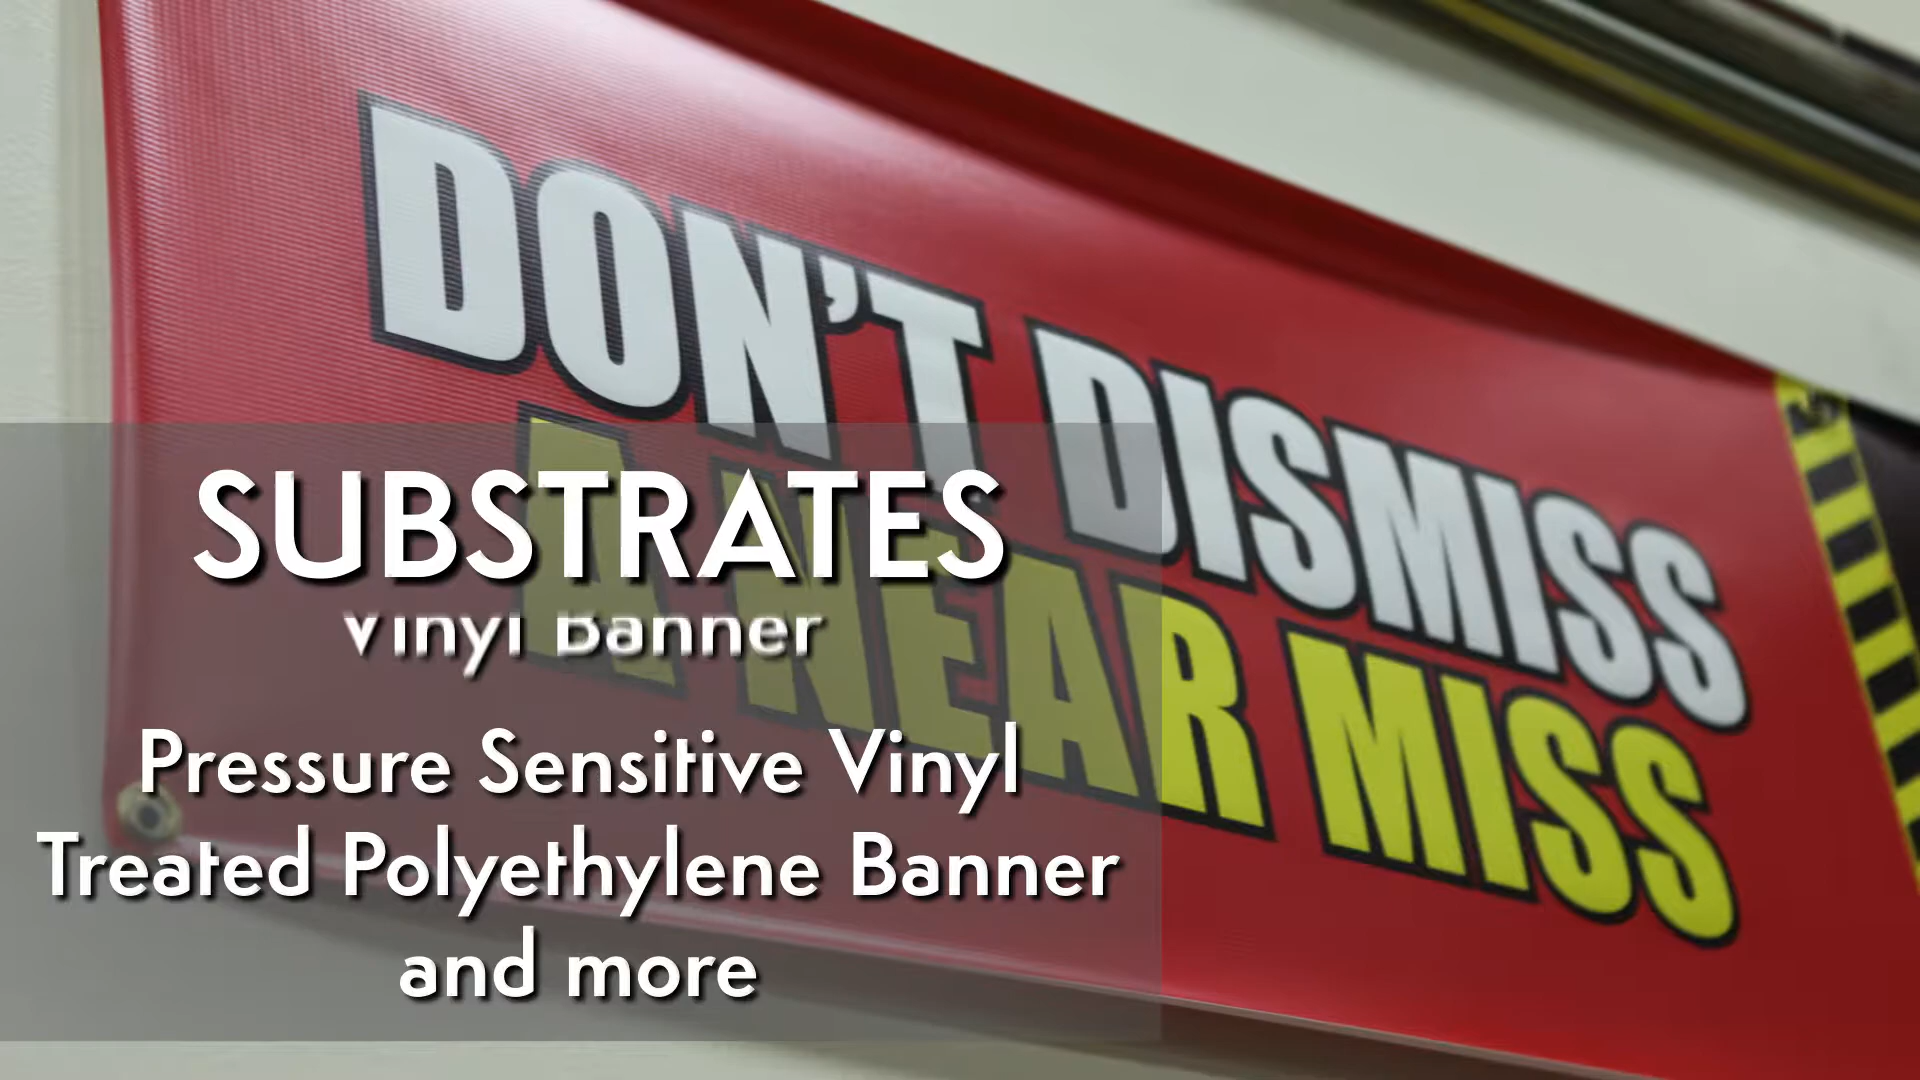 DON'T DISMISS
A NEAR MISS
SUBSTRATES
Vinyl Banner
Pressure Sensitive Vinyl
Treated Polyethylene Banner
and more